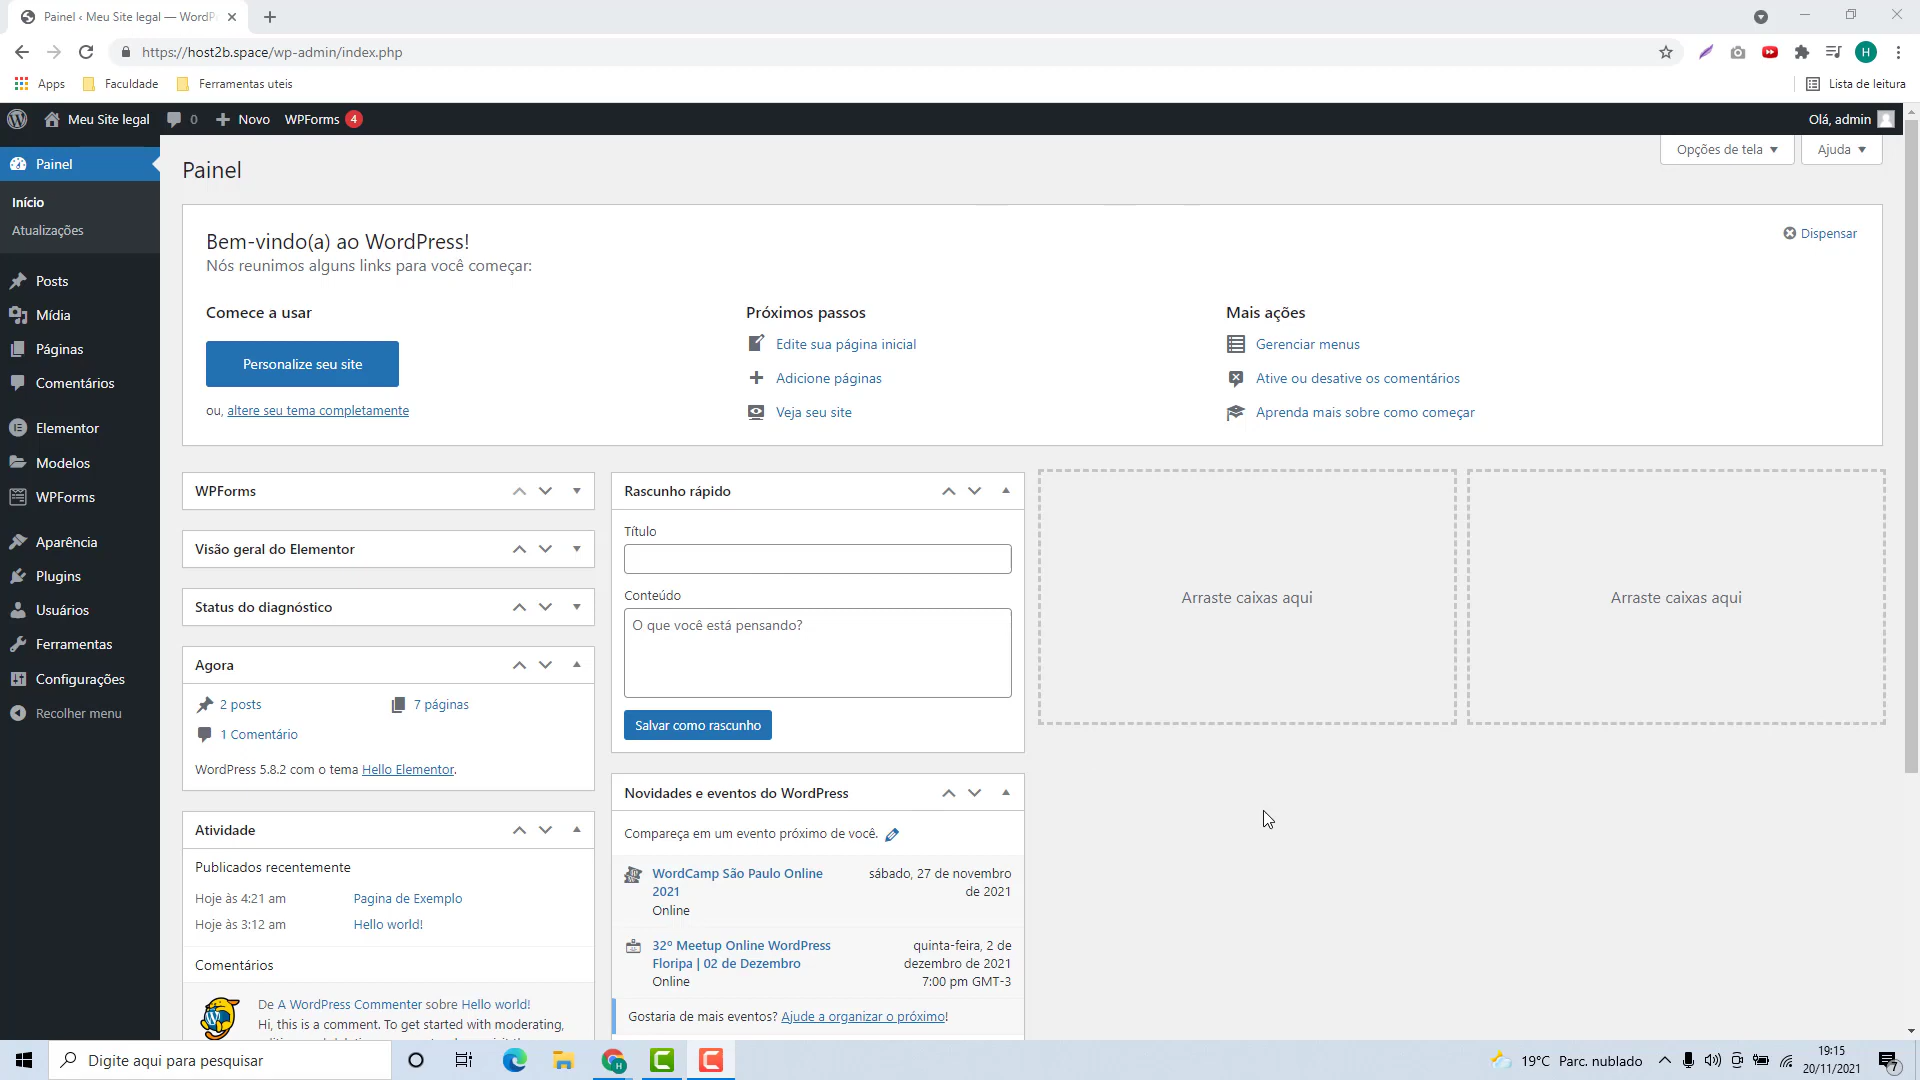 Painel ‹ Meu Site legal — WordP
https://host2b.space/wp-admin/index.php
H
Apps
Faculdade
Ferramentas uteis
Lista de leitura
Meu Site legal
0
Novo
WPForms
4
Olá, admin
Painel
Início
Atualizações
Posts
Mídia
Páginas
Comentários
Elementor
Modelos
WPForms
Aparência
Plugins
Usuários
Ferramentas
Configurações
Recolher menu
Opções de tela
Ajuda
Painel
Bem-vindo(a) ao WordPress!
Nós reunimos alguns links para você começar:
Dispensar
Comece a usar
Personalize seu site
ou, altere seu tema completamente
Próximos passos
Edite sua página inicial
Adicione páginas
Veja seu site
Mais ações
Gerenciar menus
Ative ou desative os comentários
Aprenda mais sobre como começar
WPForms
Visão geral do Elementor
Status do diagnóstico
Agora
2 posts
7 páginas
1 Comentário
WordPress 5.8.2 com o tema Hello Elementor.
Atividade
Publicados recentemente
Hoje às 4:21 am
Pagina de Exemplo
Hoje às 3:12 am
Hello world!
Comentários
De A WordPress Commenter sobre Hello world!
Hi, this is a comment. To get started with moderating,
Rascunho rápido
Título
Conteúdo
O que você está pensando?
Salvar como rascunho
Novidades e eventos do WordPress
Compareça em um evento próximo de você.
WordCamp São Paulo Online
2021
Online
sábado, 27 de novembro
de 2021
32º Meetup Online WordPress
Floripa | 02 de Dezembro
Online
quinta-feira, 2 de
dezembro de 2021
7:00 pm GMT-3
Gostaria de mais eventos? Ajude a organizar o próximo!
Arraste caixas aqui
Arraste caixas aqui
Digite aqui para pesquisar
19°C Parc. nublado
19:15
20/11/2021
7